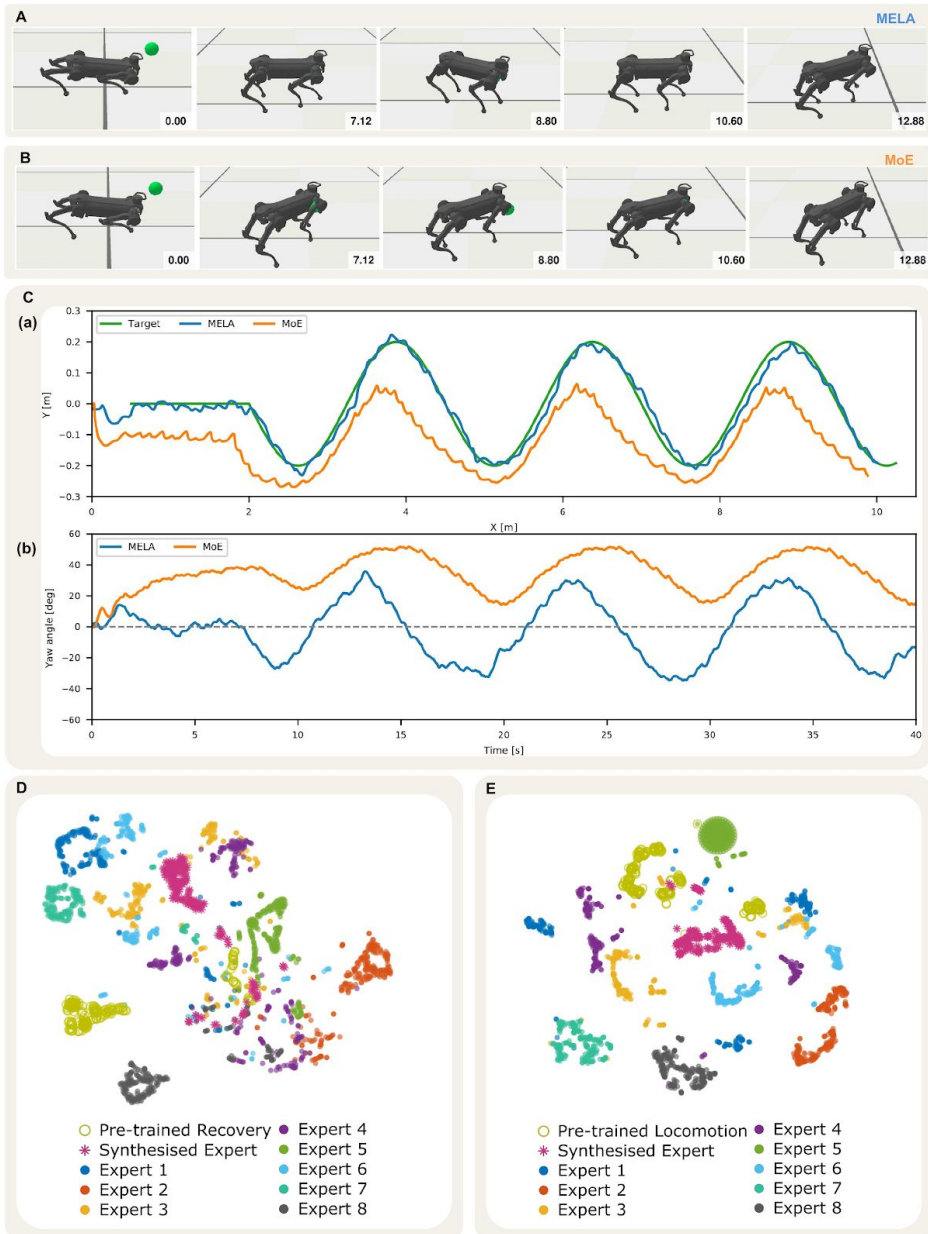 A
MELA
0.00
7.12
8.80
10.60
12.88
B
MoE
0.00
7.12
8.80
10.60
12.88
C
(a)
0.3
0.2
0.1
0.0
−0.1
−0.2
−0.3
Y [m]
Target MELA MoE
0 2 4 6 8 10
X [m]
(b)
60
40
20
0
−20
−40
−60
Yaw angle [deg]
MELA MoE
0 5 10 15 20 25 30 35 40
Time [s]
D
Pre-trained Recovery
Synthesised Expert
Expert 1
Expert 2
Expert 3
Expert 4
Expert 5
Expert 6
Expert 7
Expert 8
E
Pre-trained Locomotion
Synthesised Expert
Expert 1
Expert 2
Expert 3
Expert 4
Expert 5
Expert 6
Expert 7
Expert 8